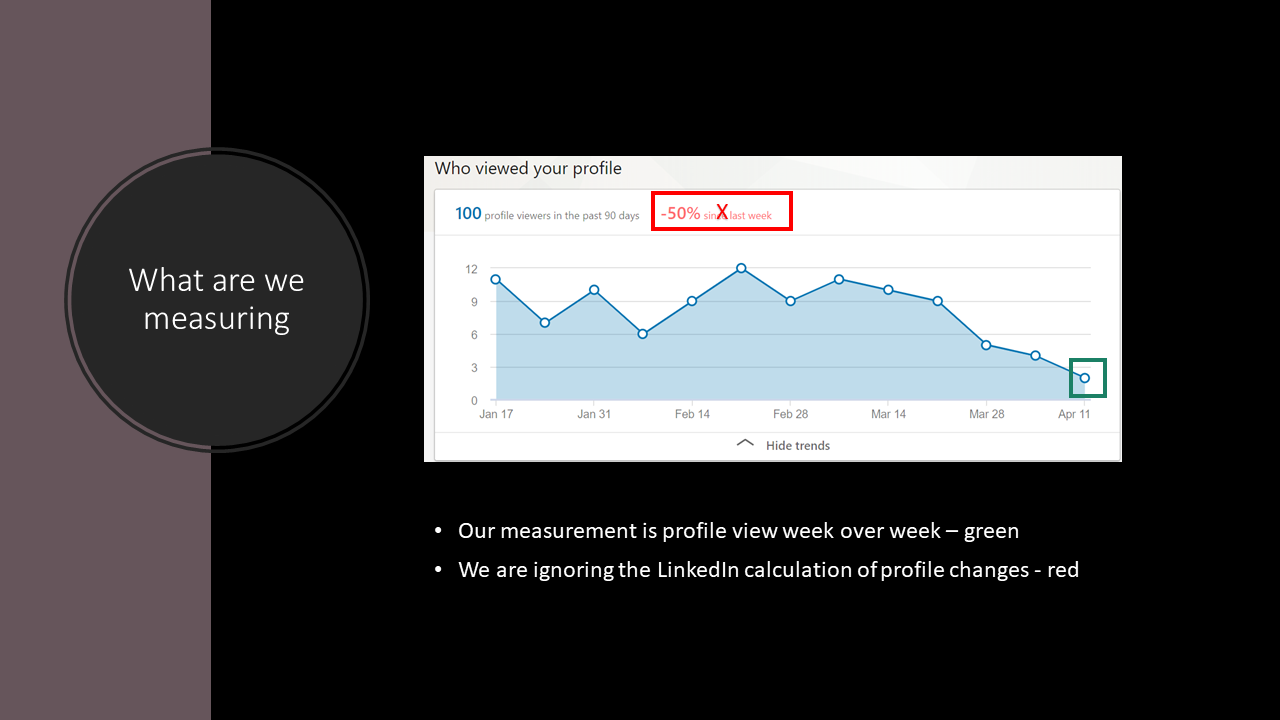 What are we
measuring
Who viewed your profile
100 profile viewers in the past 90 days -50% since last week
X
12
9
6
3
0
Jan 17 Jan 31 Feb 14 Feb 28 Mar 14 Mar 28 Apr 11
Hide trends
• Our measurement is profile view week over week – green
• We are ignoring the LinkedIn calculation of profile changes - red